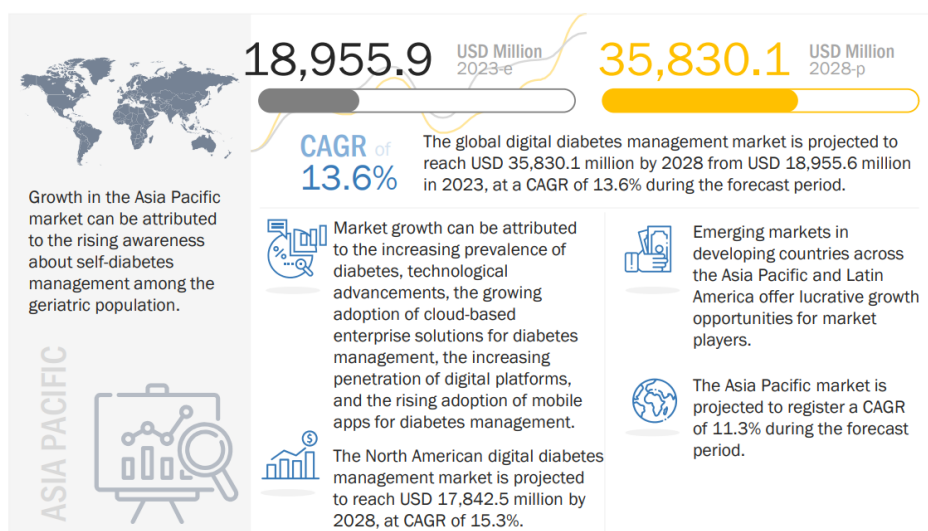 18,955.9
USD Million
2023-e
35,830.1
USD Million
2028-p
CAGR of
13.6%
The global digital diabetes management market is projected to
reach USD 35,830.1 million by 2028 from USD 18,955.6 million
in 2023, at a CAGR of 13.6% during the forecast period.
Growth in the Asia Pacific
market can be attributed
to the rising awareness
about self-diabetes
management among the
geriatric population.
ASIA PACIFIC
Market growth can be attributed
to the increasing prevalence of
diabetes, technological
advancements, the growing
adoption of cloud-based
enterprise solutions for diabetes
management, the increasing
penetration of digital platforms,
and the rising adoption of mobile
apps for diabetes management.
The North American digital diabetes
management market is projected
to reach USD 17,842.5 million by
2028, at CAGR of 15.3%.
Emerging markets in
developing countries across
the Asia Pacific and Latin
America offer lucrative growth
opportunities for market
players.
The Asia Pacific market is
projected to register a CAGR
of 11.3% during the forecast
period.